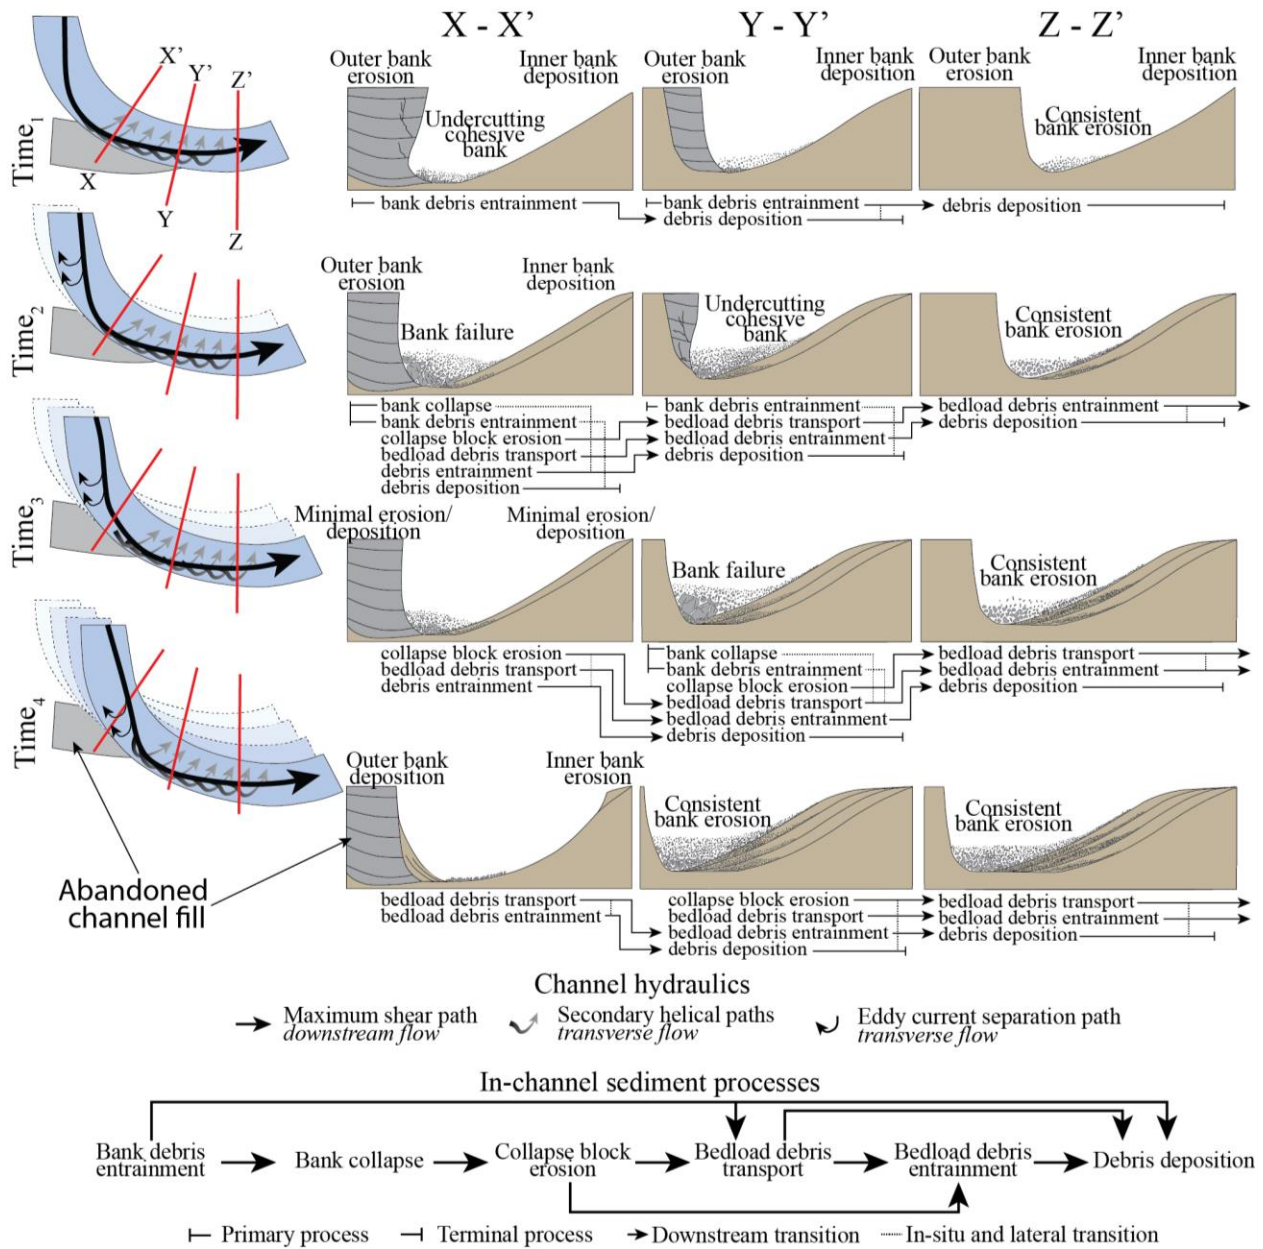 X - X'
Y - Y'
Z - Z'
Time1
X'
Y'
Z'
X
Y
Z
Outer bank
erosion
Inner bank
deposition
Undercutting
cohesive
bank
Outer bank
erosion
Inner bank
deposition
Outer bank
erosion
Inner bank
deposition
Consistent
bank erosion
bank debris entrainment
bank debris entrainment
debris deposition
debris deposition
Time2
Outer bank
erosion
Inner bank
deposition
Bank failure
Undercutting
cohesive
bank
Consistent
bank erosion
bank collapse
bank debris entrainment
collapse block erosion
bedload debris transport
debris entrainment
debris deposition
bank debris entrainment
bedload debris transport
bedload debris entrainment
debris deposition
bedload debris entrainment
debris deposition
Time3
Minimal erosion/
deposition
Minimal erosion/
deposition
Bank failure
Consistent
bank erosion
collapse block erosion
bedload debris transport
debris entrainment
bank collapse
bank debris entrainment
collapse block erosion
bedload debris transport
bedload debris entrainment
debris deposition
bedload debris transport
bedload debris entrainment
debris deposition
Time4
Outer bank
deposition
Inner bank
erosion
Consistent
bank erosion
Consistent
bank erosion
Abandoned
channel fill
bedload debris transport
bedload debris entrainment
collapse block erosion
bedload debris transport
bedload debris entrainment
debris deposition
bedload debris transport
bedload debris entrainment
debris deposition
Channel hydraulics
Maximum shear path
downstream flow
Secondary helical paths
transverse flow
Eddy current separation path
transverse flow
In-channel sediment processes
Bank debris
entrainment
Bank collapse
Collapse block
erosion
Bedload debris
transport
Bedload debris
entrainment
Debris deposition
Primary process
Terminal process
Downstream transition
In-situ and lateral transition